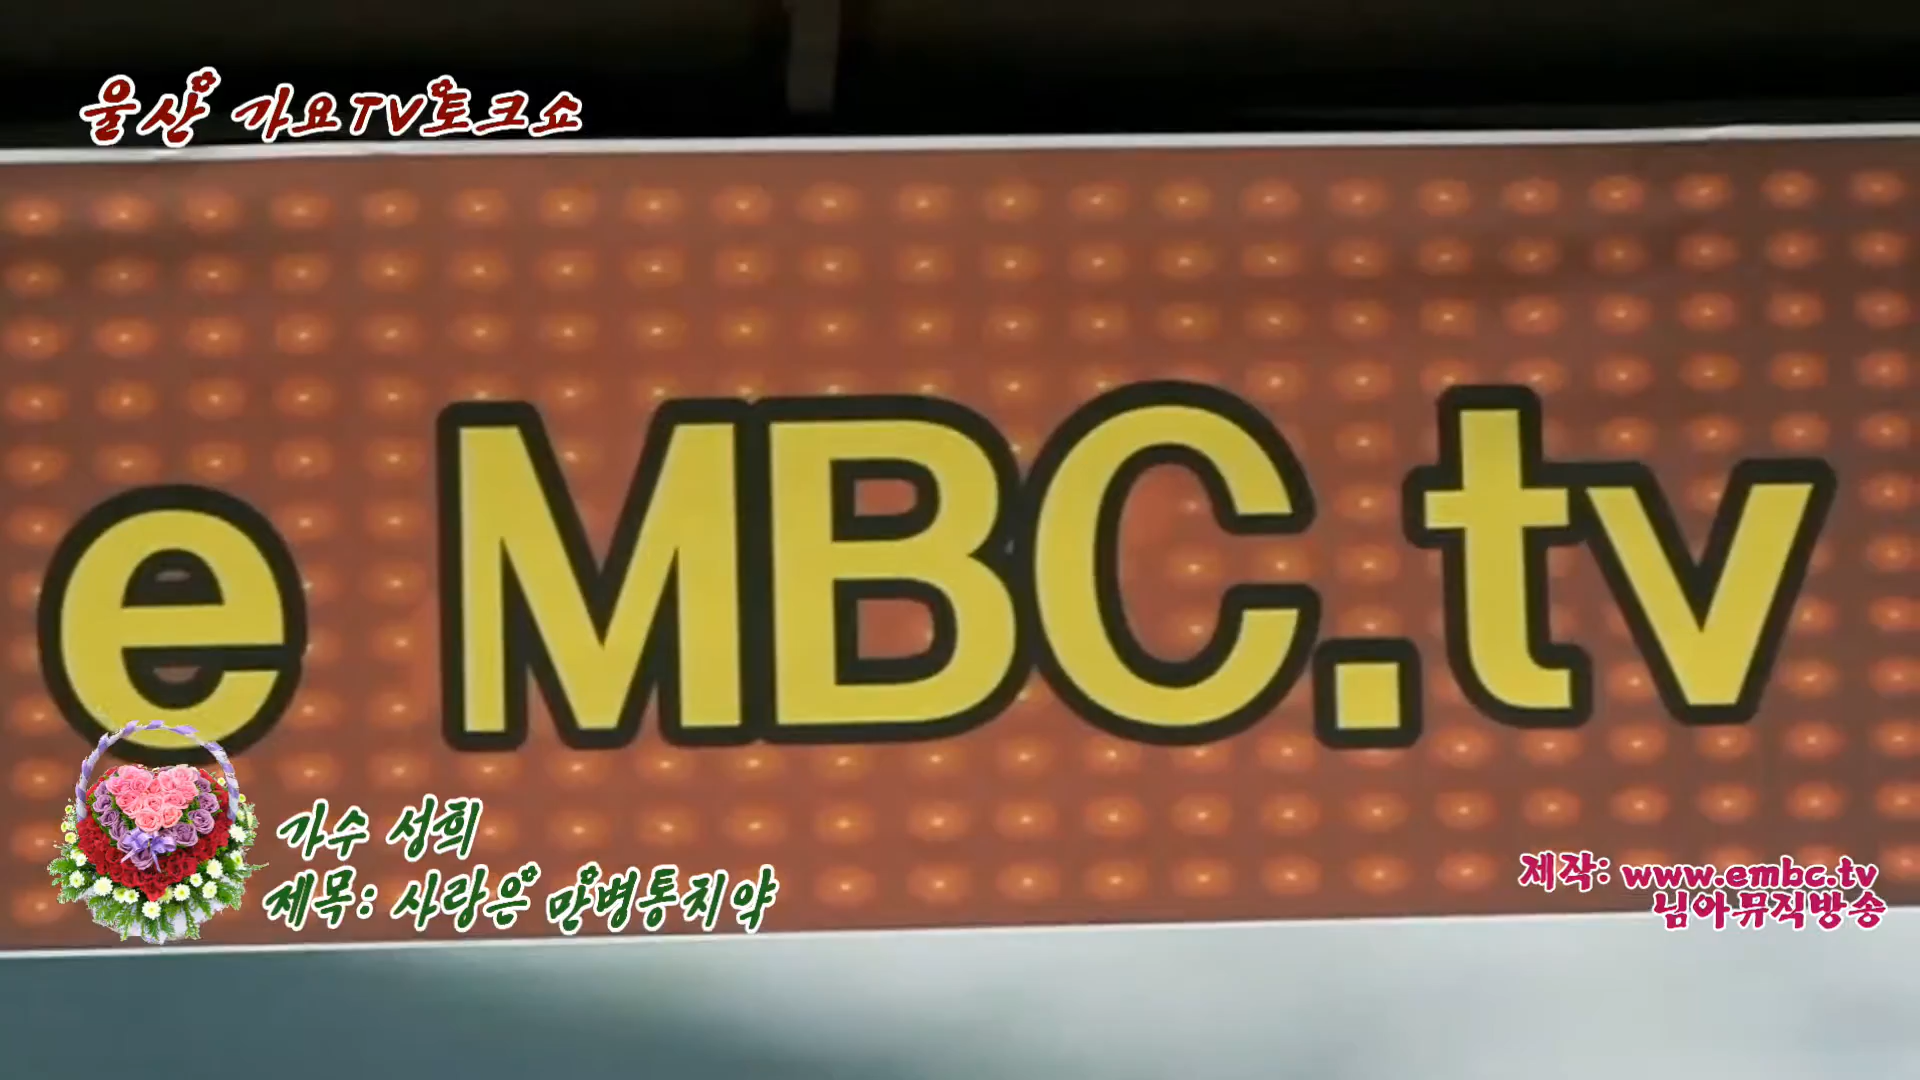 울산 가요TV토크쇼
e MBC.tv
가수 성희
제목: 사랑은 만병통치약
제작: www.embc.tv
님아뮤직방송